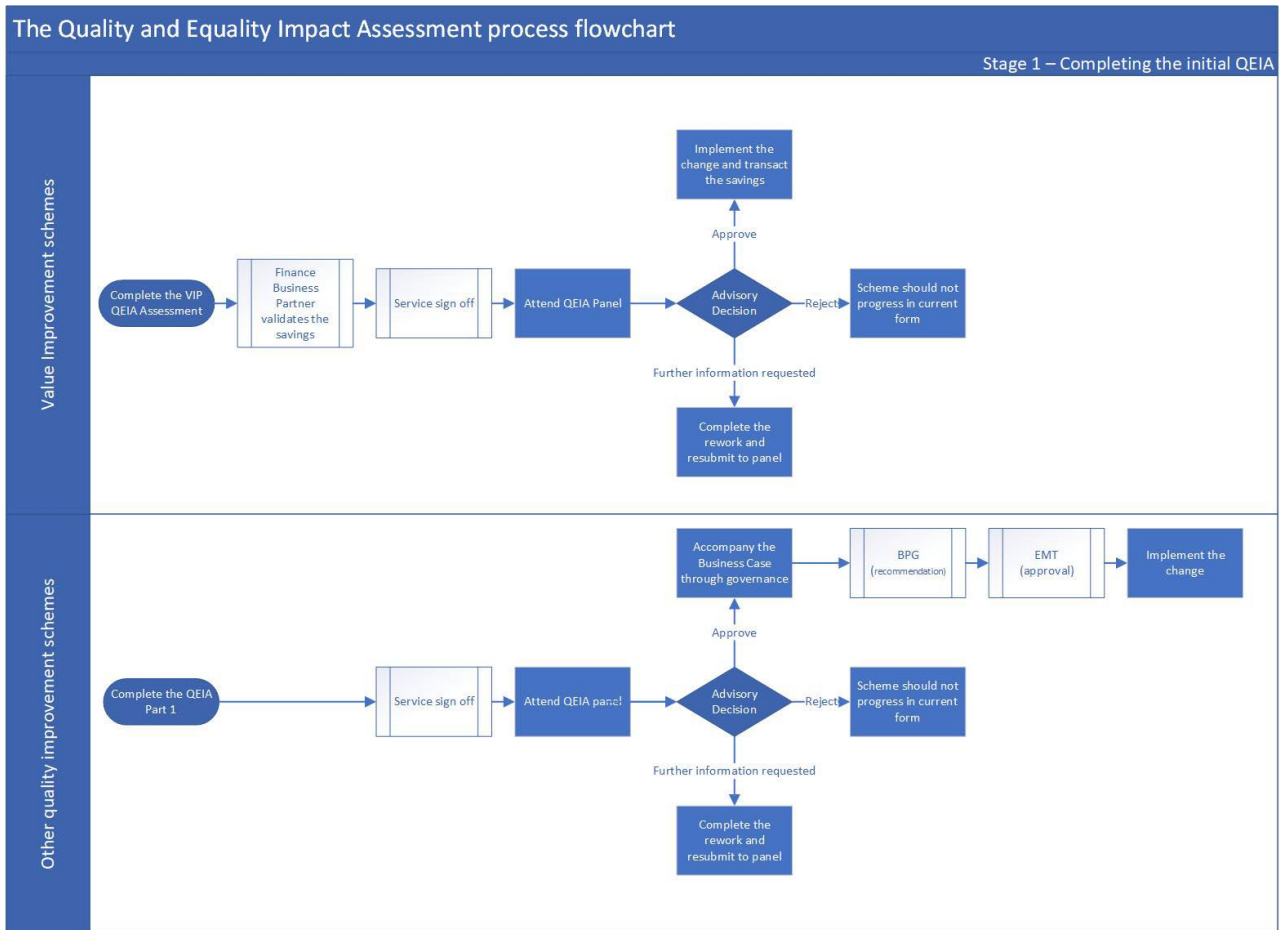 The Quality and Equality Impact Assessment process flowchart
Stage 1 – Completing the initial QEIA
Value Improvement schemes
Implement the
change and transact
the savings
Approve
Complete the VIP
QEIA Assessment
Finance
Business
Partner
validates the
savings
Service sign off
Attend QEIA Panel
Advisory
Decision
Rejects
Scheme should not
progress in current
form
Further information requested
Complete the
rework and
resubmit to panel
Other quality improvement schemes
Accompany the
Business Case
through governance
BPG
(recommendation)
EMT
(approval)
Implement the
change
Approve
Complete the QEIA
Part 1
Service sign off
Attend QEIA panel
Advisory
Decision
Rejects
Scheme should not
progress in current
form
Further information requested
Complete the
rework and
resubmit to panel